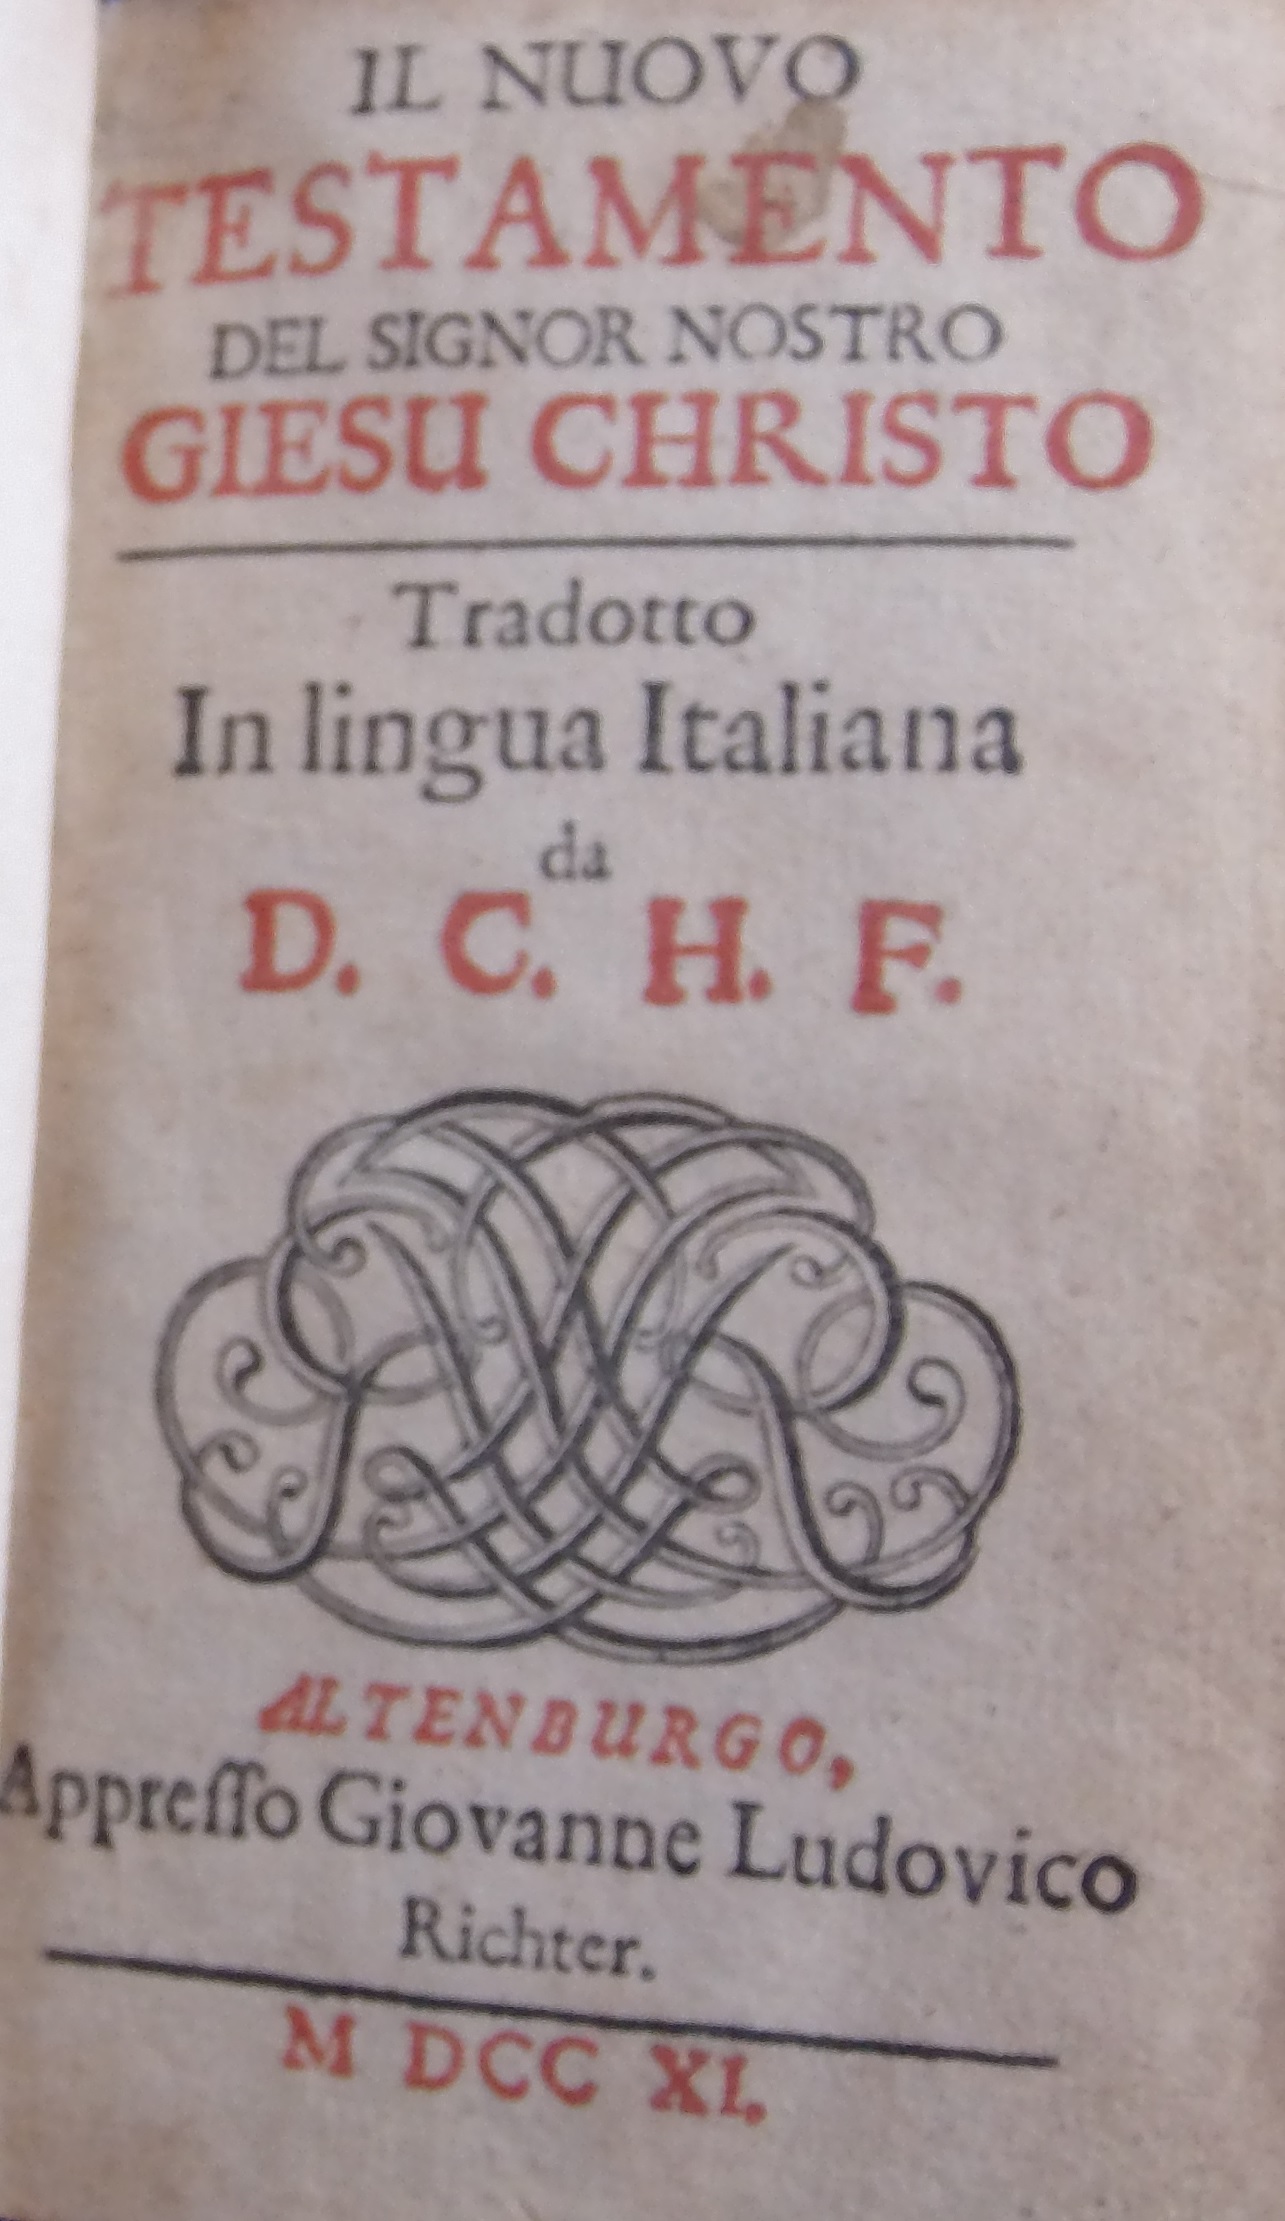 IL NUOVO
TESTAMENTO
DEL SIGNOR NOSTRO
GIESU CHRISTO
Tradotto
In lingua Italiana
da
D. C. H. F.
ALTENBURGO,
Appreſſo Giovanne Ludovico
Richter.
M DCC XI.